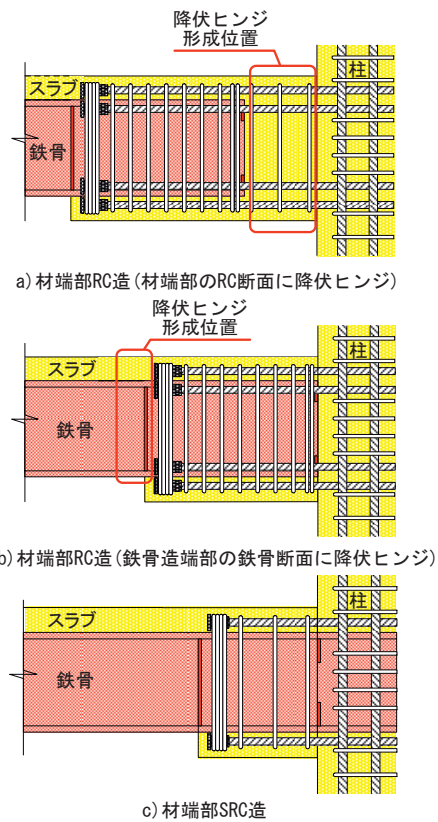 降伏ヒンジ
形成位置
スラブ
柱
鉄骨
a)材端部RC造(材端部のRC断面に降伏ヒンジ)
降伏ヒンジ
形成位置
スラブ
柱
鉄骨
b)材端部RC造(鉄骨造端部の鉄骨断面に降伏ヒンジ)
スラブ
柱
鉄骨
c)材端部SRC造